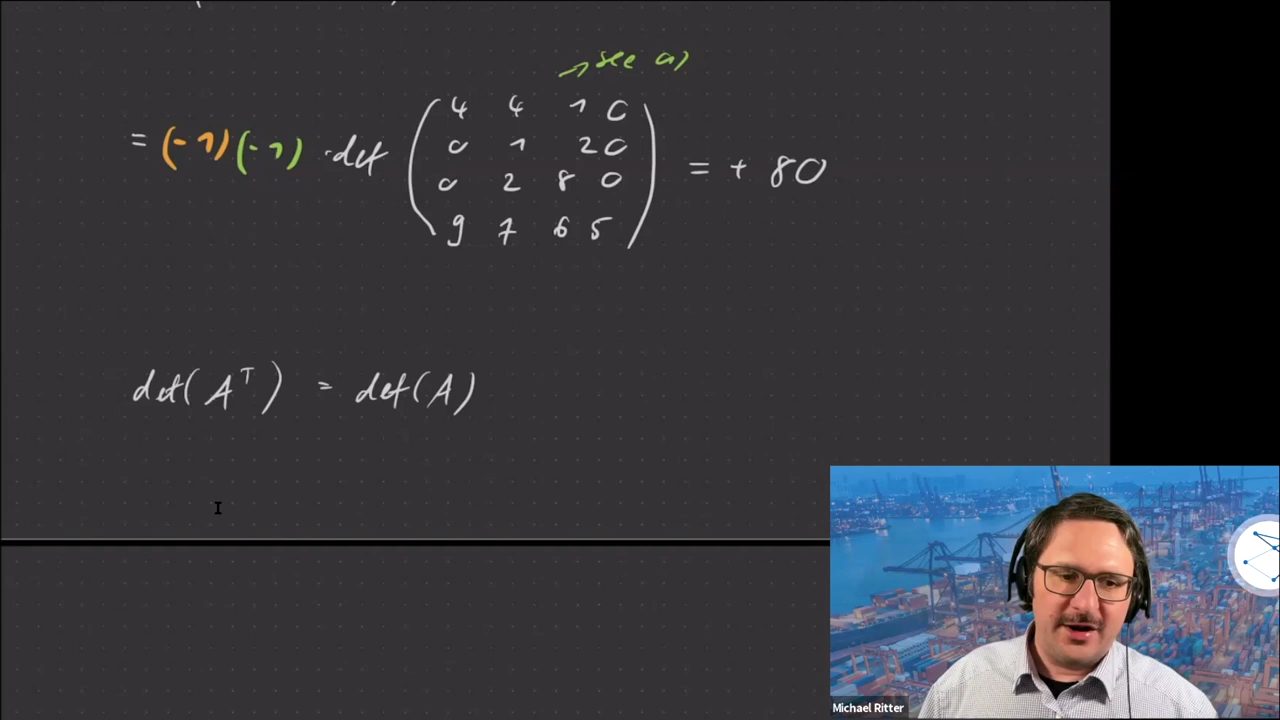 → see a)
= (-1)(-1) · det ( 4 4 1 0
0 1 2 0
0 2 8 0
9 7 6 5 ) = + 80
det(Aᵀ) = det(A)
Michael Ritter